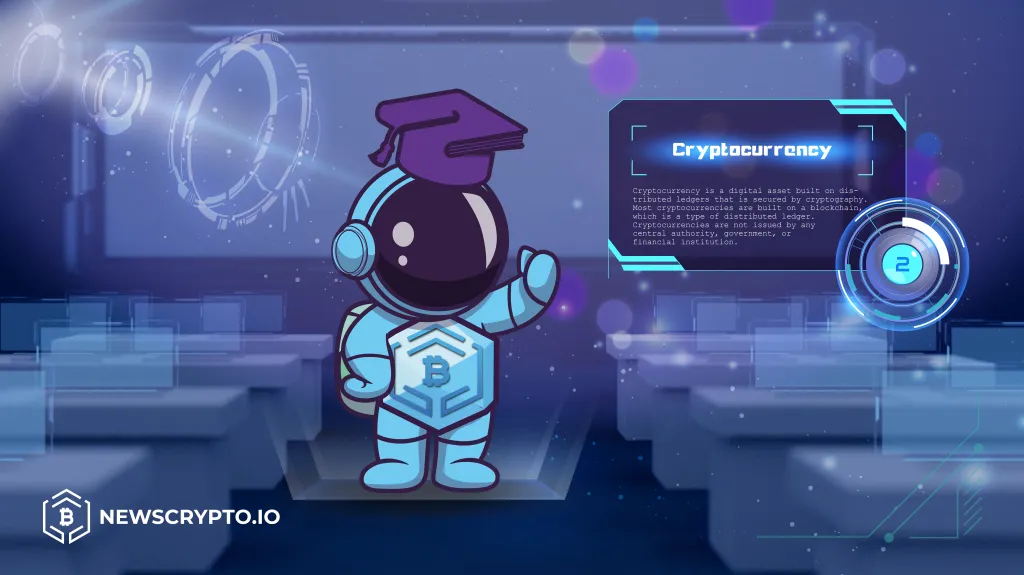 Cryptocurrency
Cryptocurrency is a digital asset built on dis-
tributed ledgers that is secured by cryptography.
Most cryptocurrencies are built on a blockchain,
which is a type of distributed ledger.
Cryptocurrencies are not issued by any
central authority, government, or
financial institution.
2
NEWSCRYPTO.IO